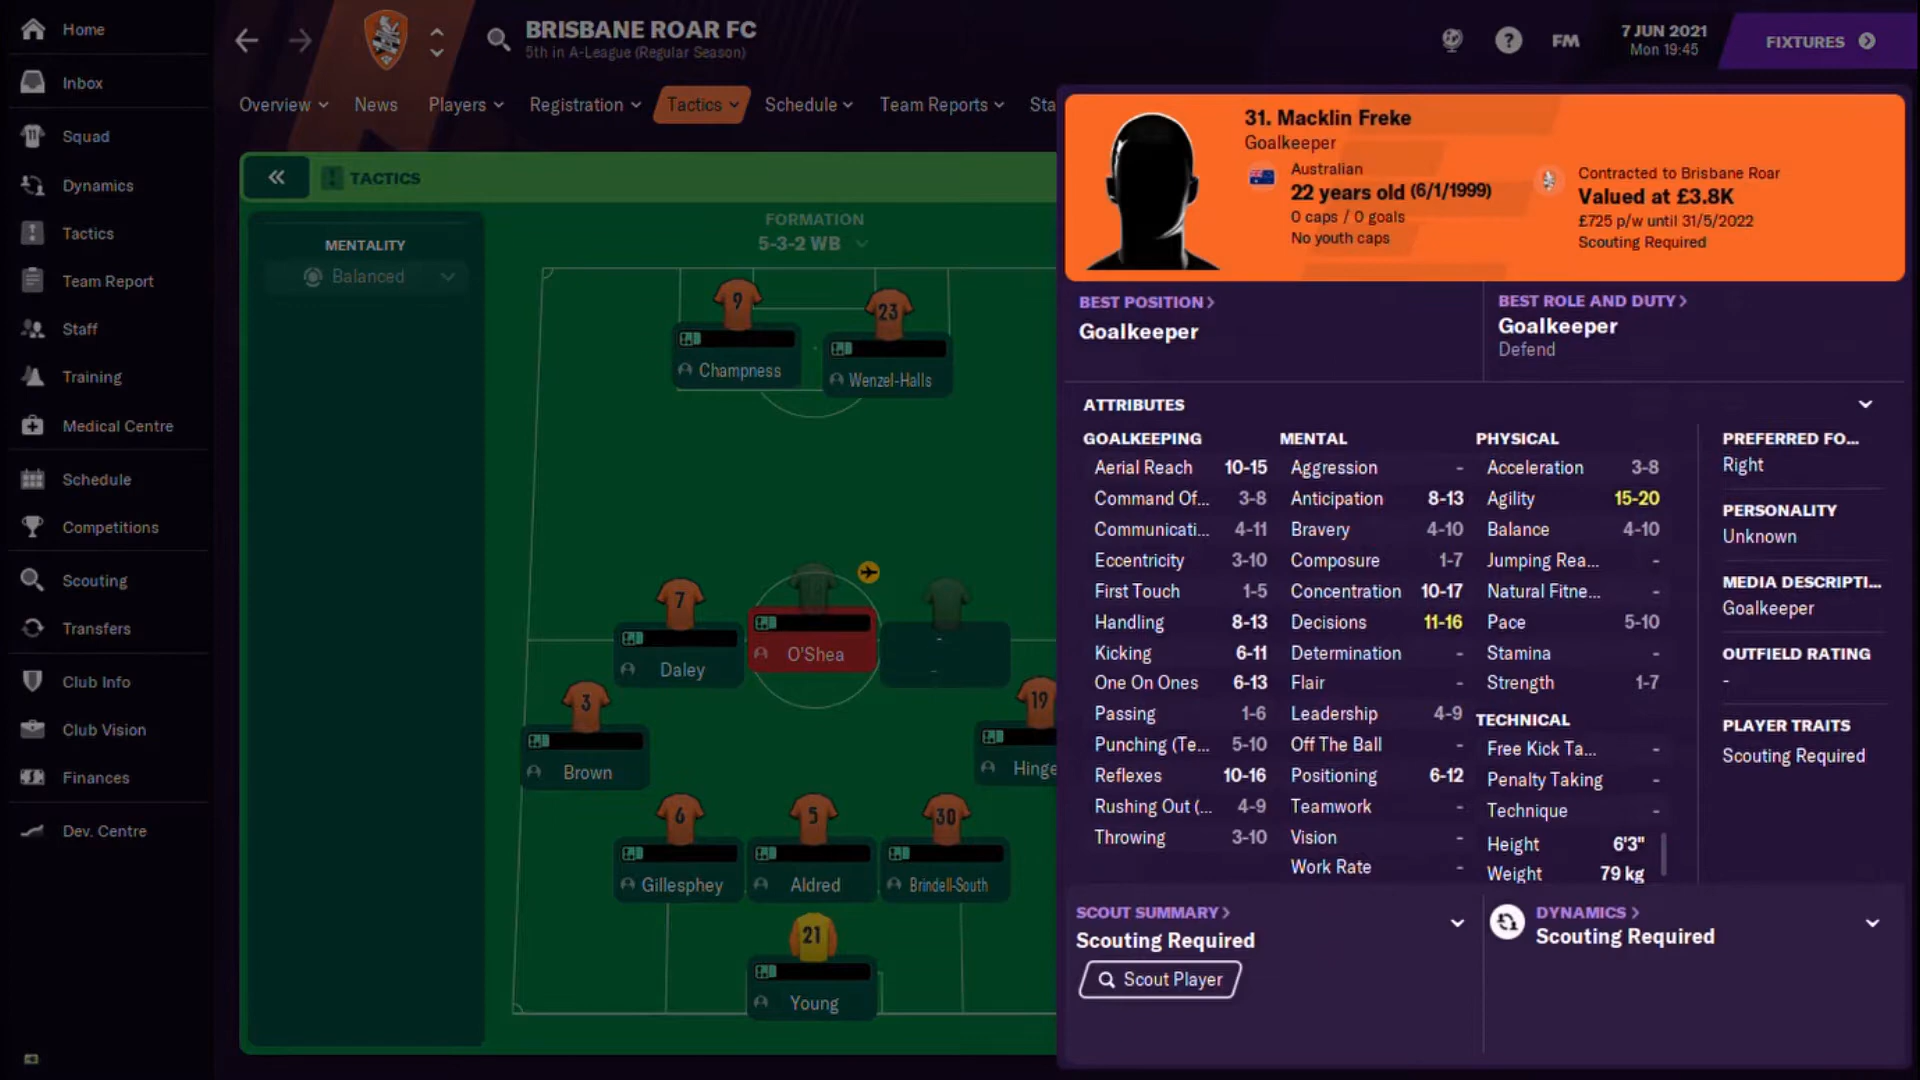 Home
Inbox
Squad
Dynamics
Tactics
Team Report
Staff
Training
Medical Centre
Schedule
Competitions
Scouting
Transfers
Club Info
Club Vision
Finances
Dev. Centre
BRISBANE ROAR FC
5th in A-League (Regular Season)
FM
7 JUN 2021
Mon 19:45
FIXTURES
Overview News Players Registration Tactics Schedule Team Reports Sta
TACTICS
MENTALITY
Balanced
FORMATION
5-3-2 WB
9
Champness
23
Wenzel-Halls
7
Daley
O'Shea
-
-
3
Brown
19
Hinge
6
Gillesphey
5
Aldred
30
Brindell-South
21
Young
31. Macklin Freke
Goalkeeper
Australian
22 years old (6/1/1999)
0 caps / 0 goals
No youth caps
Contracted to Brisbane Roar
Valued at £3.8K
£725 p/w until 31/5/2022
Scouting Required
BEST POSITION
Goalkeeper
BEST ROLE AND DUTY
Goalkeeper
Defend
ATTRIBUTES
GOALKEEPING
Aerial Reach 10-15
Command Of... 3-8
Communicati... 4-11
Eccentricity 3-10
First Touch 1-5
Handling 8-13
Kicking 6-11
One On Ones 6-13
Passing 1-6
Punching (Te... 5-10
Reflexes 10-16
Rushing Out (... 4-9
Throwing 3-10
MENTAL
Aggression -
Anticipation 8-13
Bravery 4-10
Composure 1-7
Concentration 10-17
Decisions 11-16
Determination -
Flair -
Leadership 4-9
Off The Ball -
Positioning 6-12
Teamwork -
Vision -
Work Rate -
PHYSICAL
Acceleration 3-8
Agility 15-20
Balance 4-10
Jumping Rea... -
Natural Fitne... -
Pace 5-10
Stamina -
Strength 1-7
TECHNICAL
Free Kick Ta... -
Penalty Taking -
Technique -
Height 6'3"
Weight 79 kg
PREFERRED FO...
Right
PERSONALITY
Unknown
MEDIA DESCRIPTI...
Goalkeeper
OUTFIELD RATING
-
PLAYER TRAITS
Scouting Required
SCOUT SUMMARY
Scouting Required
Scout Player
DYNAMICS
Scouting Required